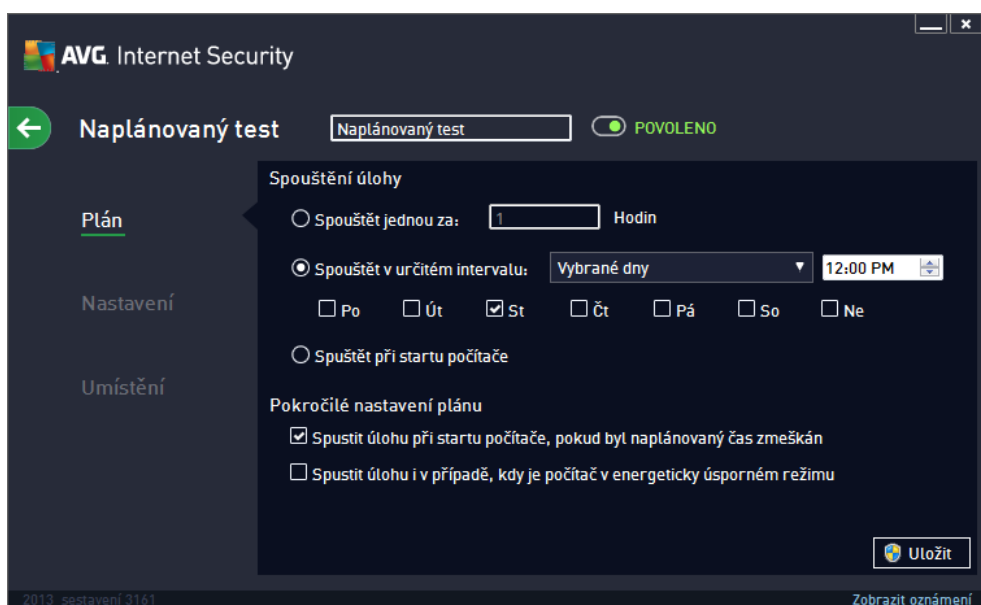 AVG. Internet Security
Naplánovaný test
Naplánovaný test
POVOLENO
Plán
Nastavení
Umístění
Spouštění úlohy
Spouštět jednou za: 1 Hodin
Spouštět v určitém intervalu: Vybrané dny 12:00 PM
Po Út St Čt Pá So Ne
Spuštět při startu počítače
Pokročilé nastavení plánu
Spustit úlohu při startu počítače, pokud byl naplánovaný čas zmeškán
Spustit úlohu i v případě, kdy je počítač v energeticky úsporném režimu
Uložit
2013 sestavení 3161
Zobrazit oznámení